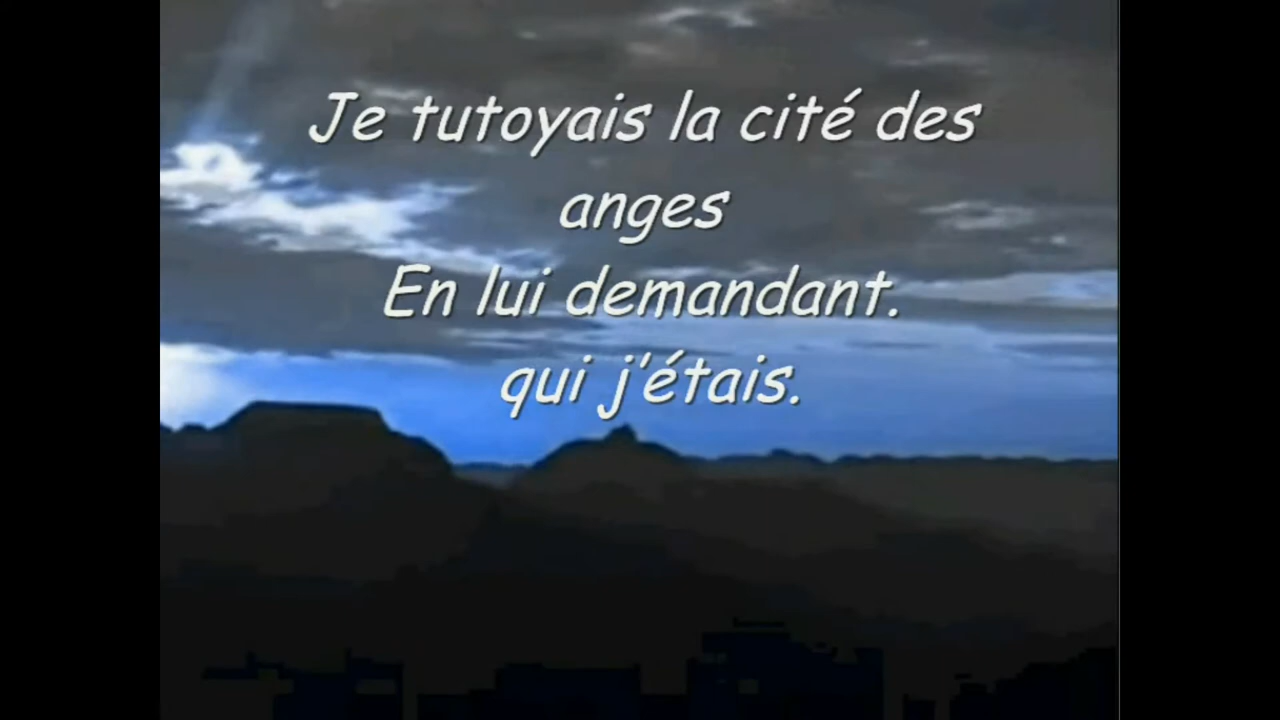 Je tutoyais la cité des
anges
En lui demandant.
qui j'étais.